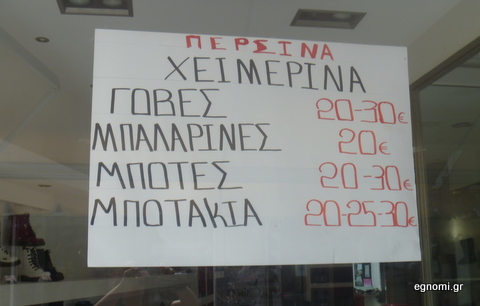 ΠΕΡΣΙΝΑ
ΧΕΙΜΕΡΙΝΑ
ΓΟΒΕΣ 20-30€
ΜΠΑΛΑΡΙΝΕΣ 20€
ΜΠΟΤΕΣ 20-30€
ΜΠΟΤΑΚΙΑ 20-25-30€
egnomi.gr